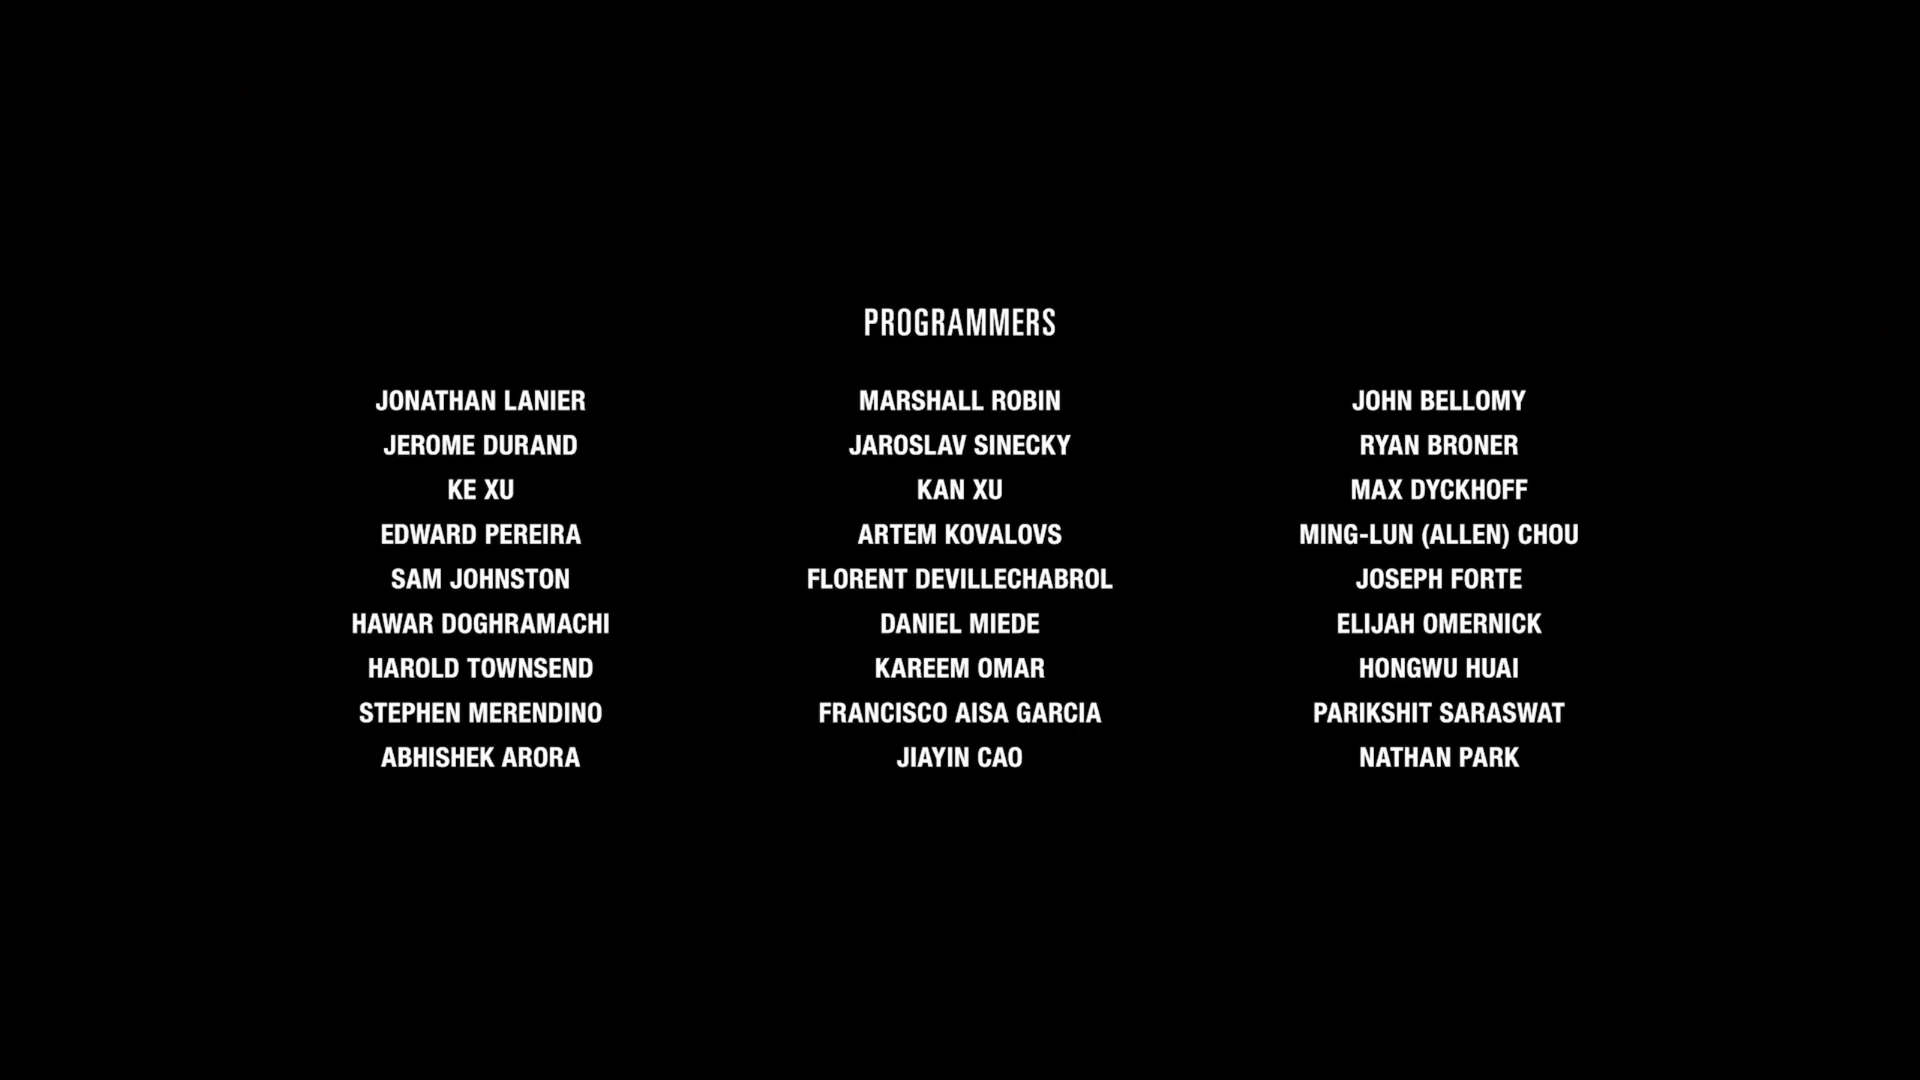 PROGRAMMERS
JONATHAN LANIER MARSHALL ROBIN JOHN BELLOMY
JEROME DURAND JAROSLAV SINECKY RYAN BRONER
KE XU KAN XU MAX DYCKHOFF
EDWARD PEREIRA ARTEM KOVALOVS MING-LUN (ALLEN) CHOU
SAM JOHNSTON FLORENT DEVILLECHABROL JOSEPH FORTE
HAWAR DOGHRAMACHI DANIEL MIEDE ELIJAH OMERNICK
HAROLD TOWNSEND KAREEM OMAR HONGWU HUAI
STEPHEN MERENDINO FRANCISCO AISA GARCIA PARIKSHIT SARASWAT
ABHISHEK ARORA JIAYIN CAO NATHAN PARK